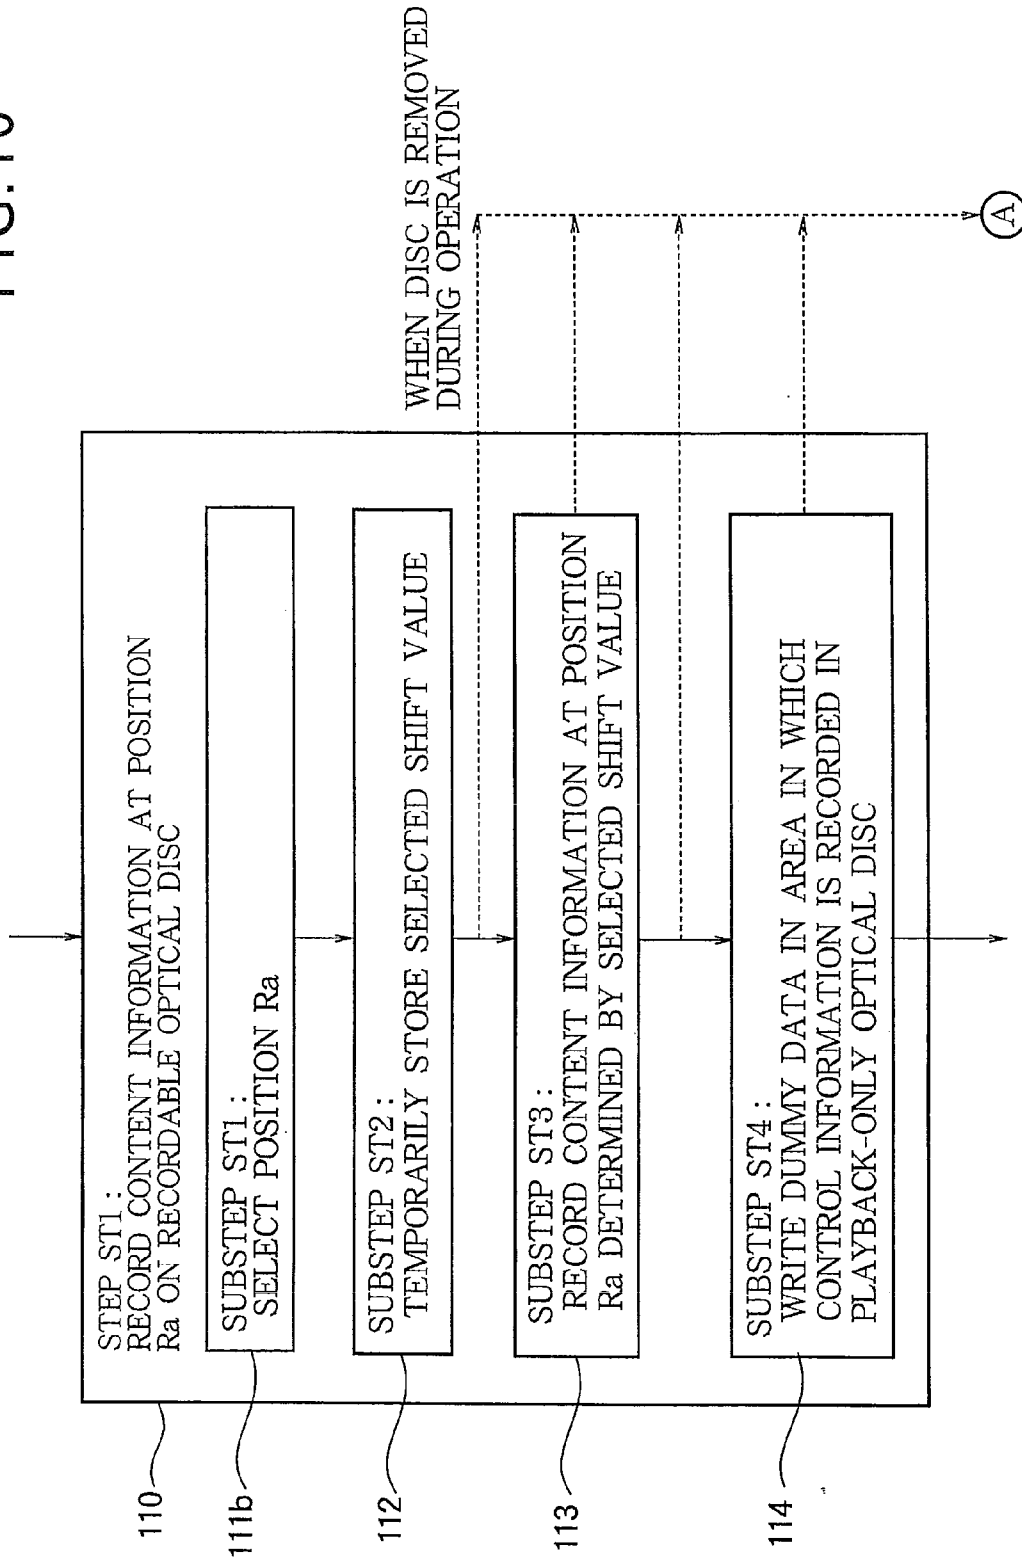 STEP ST1:
RECORD CONTENT INFORMATION AT POSITION
Ra ON RECORDABLE OPTICAL DISC
110
SUBSTEP ST1:
SELECT POSITION Ra
111b
SUBSTEP ST2:
TEMPORARILY STORE SELECTED SHIFT VALUE
112
WHEN DISC IS REMOVED
DURING OPERATION
SUBSTEP ST3:
RECORD CONTENT INFORMATION AT POSITION
Ra DETERMINED BY SELECTED SHIFT VALUE
113
SUBSTEP ST4:
WRITE DUMMY DATA IN AREA IN WHICH
CONTROL INFORMATION IS RECORDED IN
PLAYBACK-ONLY OPTICAL DISC
114
A